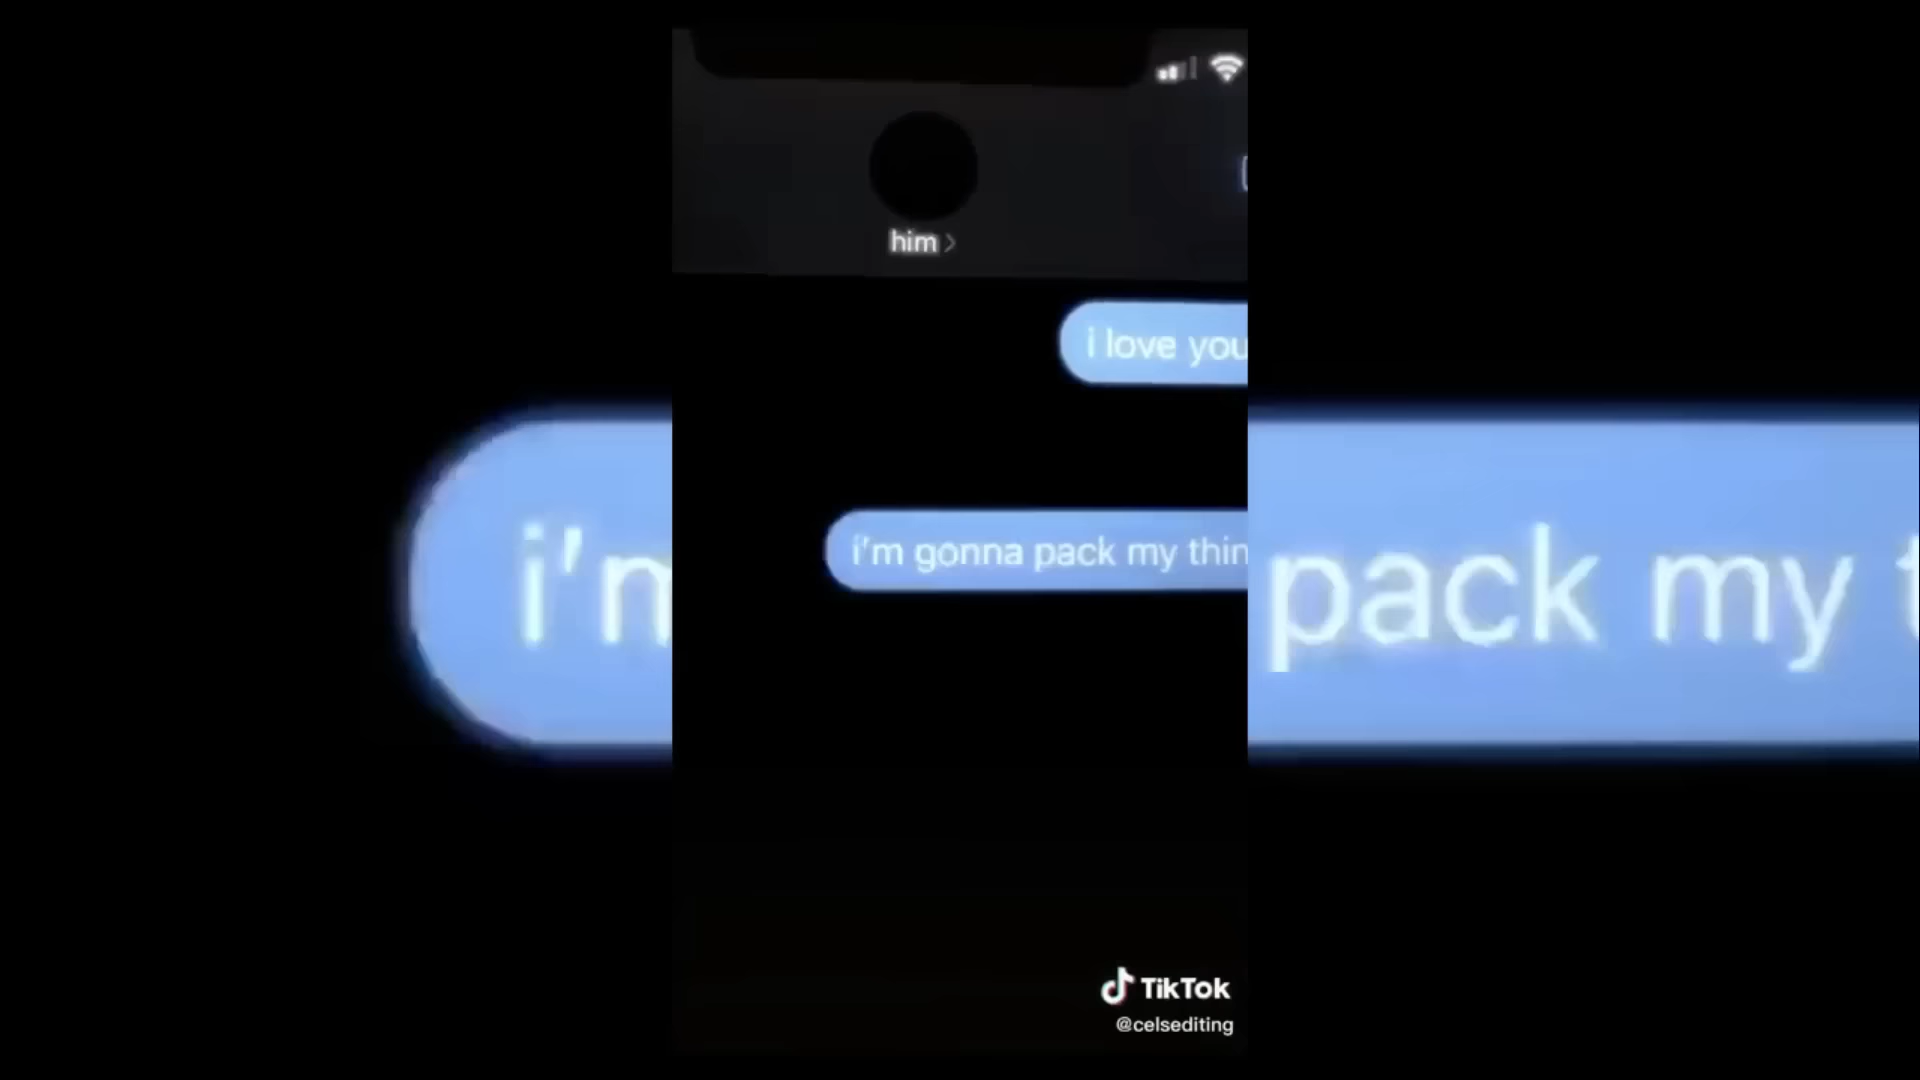 him
i love you
i'm gonna pack my thin
i'm
pack my
TikTok
@celsediting